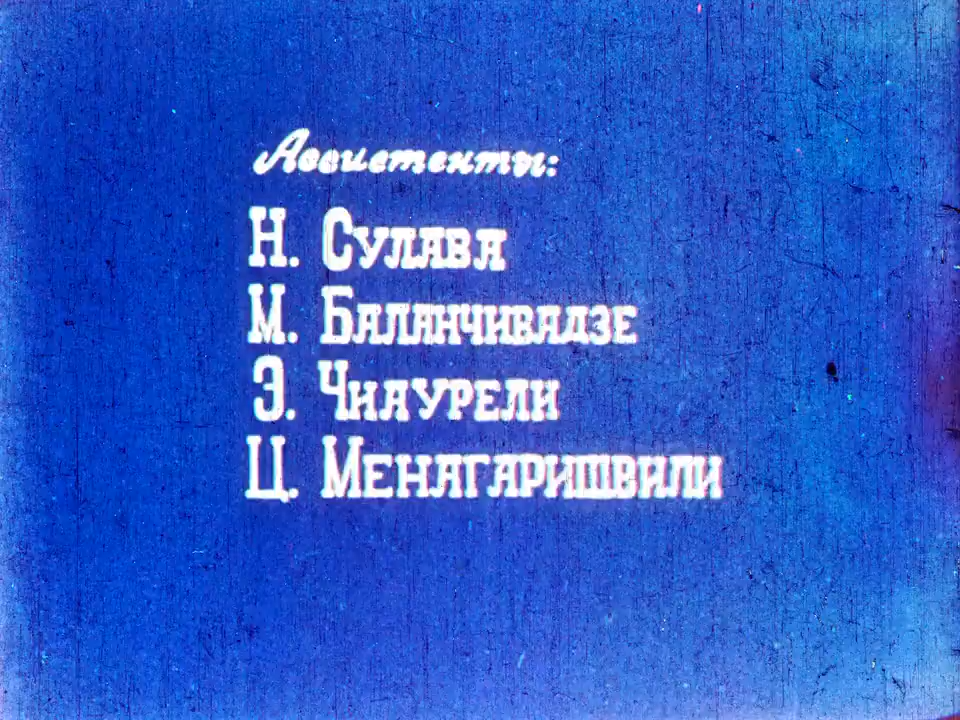 Ассистенты:
Н. Сулава
М. Баланчивадзе
Э. Чиаурели
Ц. Менагаришвили